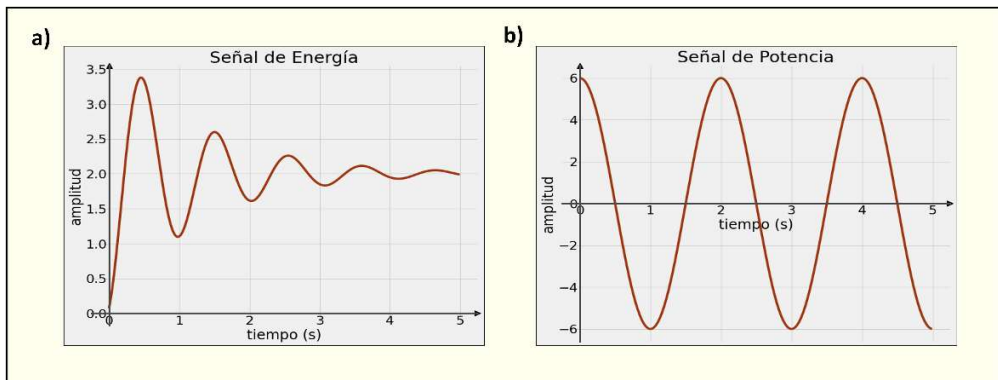 a)
Señal de Energía
amplitud
3.5
3.0
2.5
2.0
1.5
1.0
0.5
0.0
0 1 2 3 4 5
tiempo (s)
b)
Señal de Potencia
amplitud
6
4
2
0
−2
−4
−6
0 1 2 3 4 5
tiempo (s)